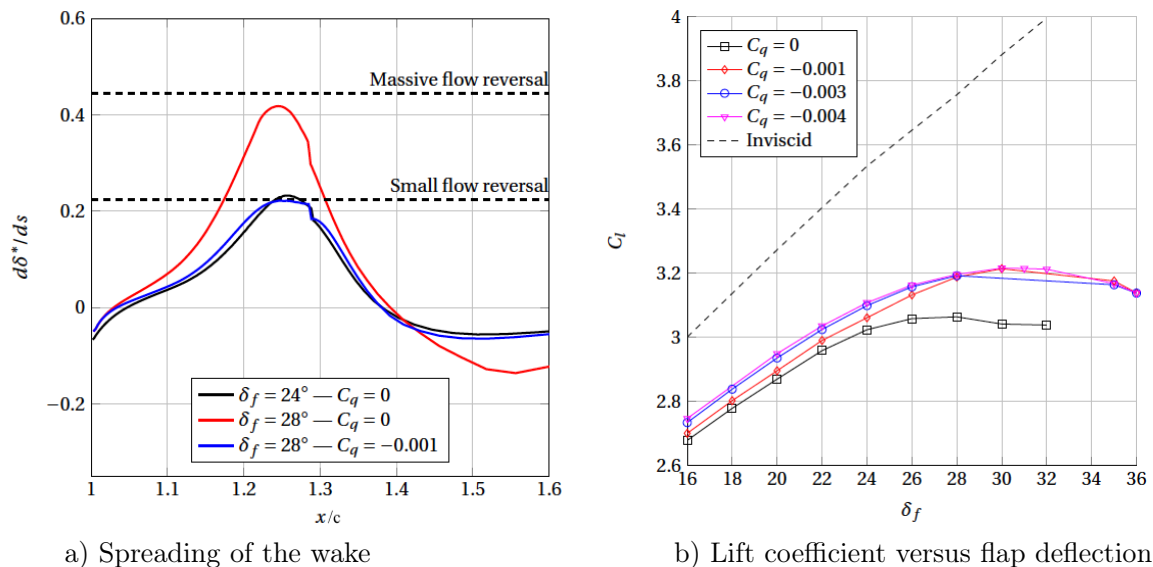 0.6
0.4
0.2
0
−0.2
dδ*/ds
Massive flow reversal
Small flow reversal
δf = 24° — Cq = 0
δf = 28° — Cq = 0
δf = 28° — Cq = −0.001
1 1.1 1.2 1.3 1.4 1.5 1.6
x/c
a) Spreading of the wake
4
3.8
3.6
3.4
3.2
3
2.8
2.6
Cl
Cq = 0
Cq = −0.001
Cq = −0.003
Cq = −0.004
Inviscid
16 18 20 22 24 26 28 30 32 34 36
δf
b) Lift coefficient versus flap deflection